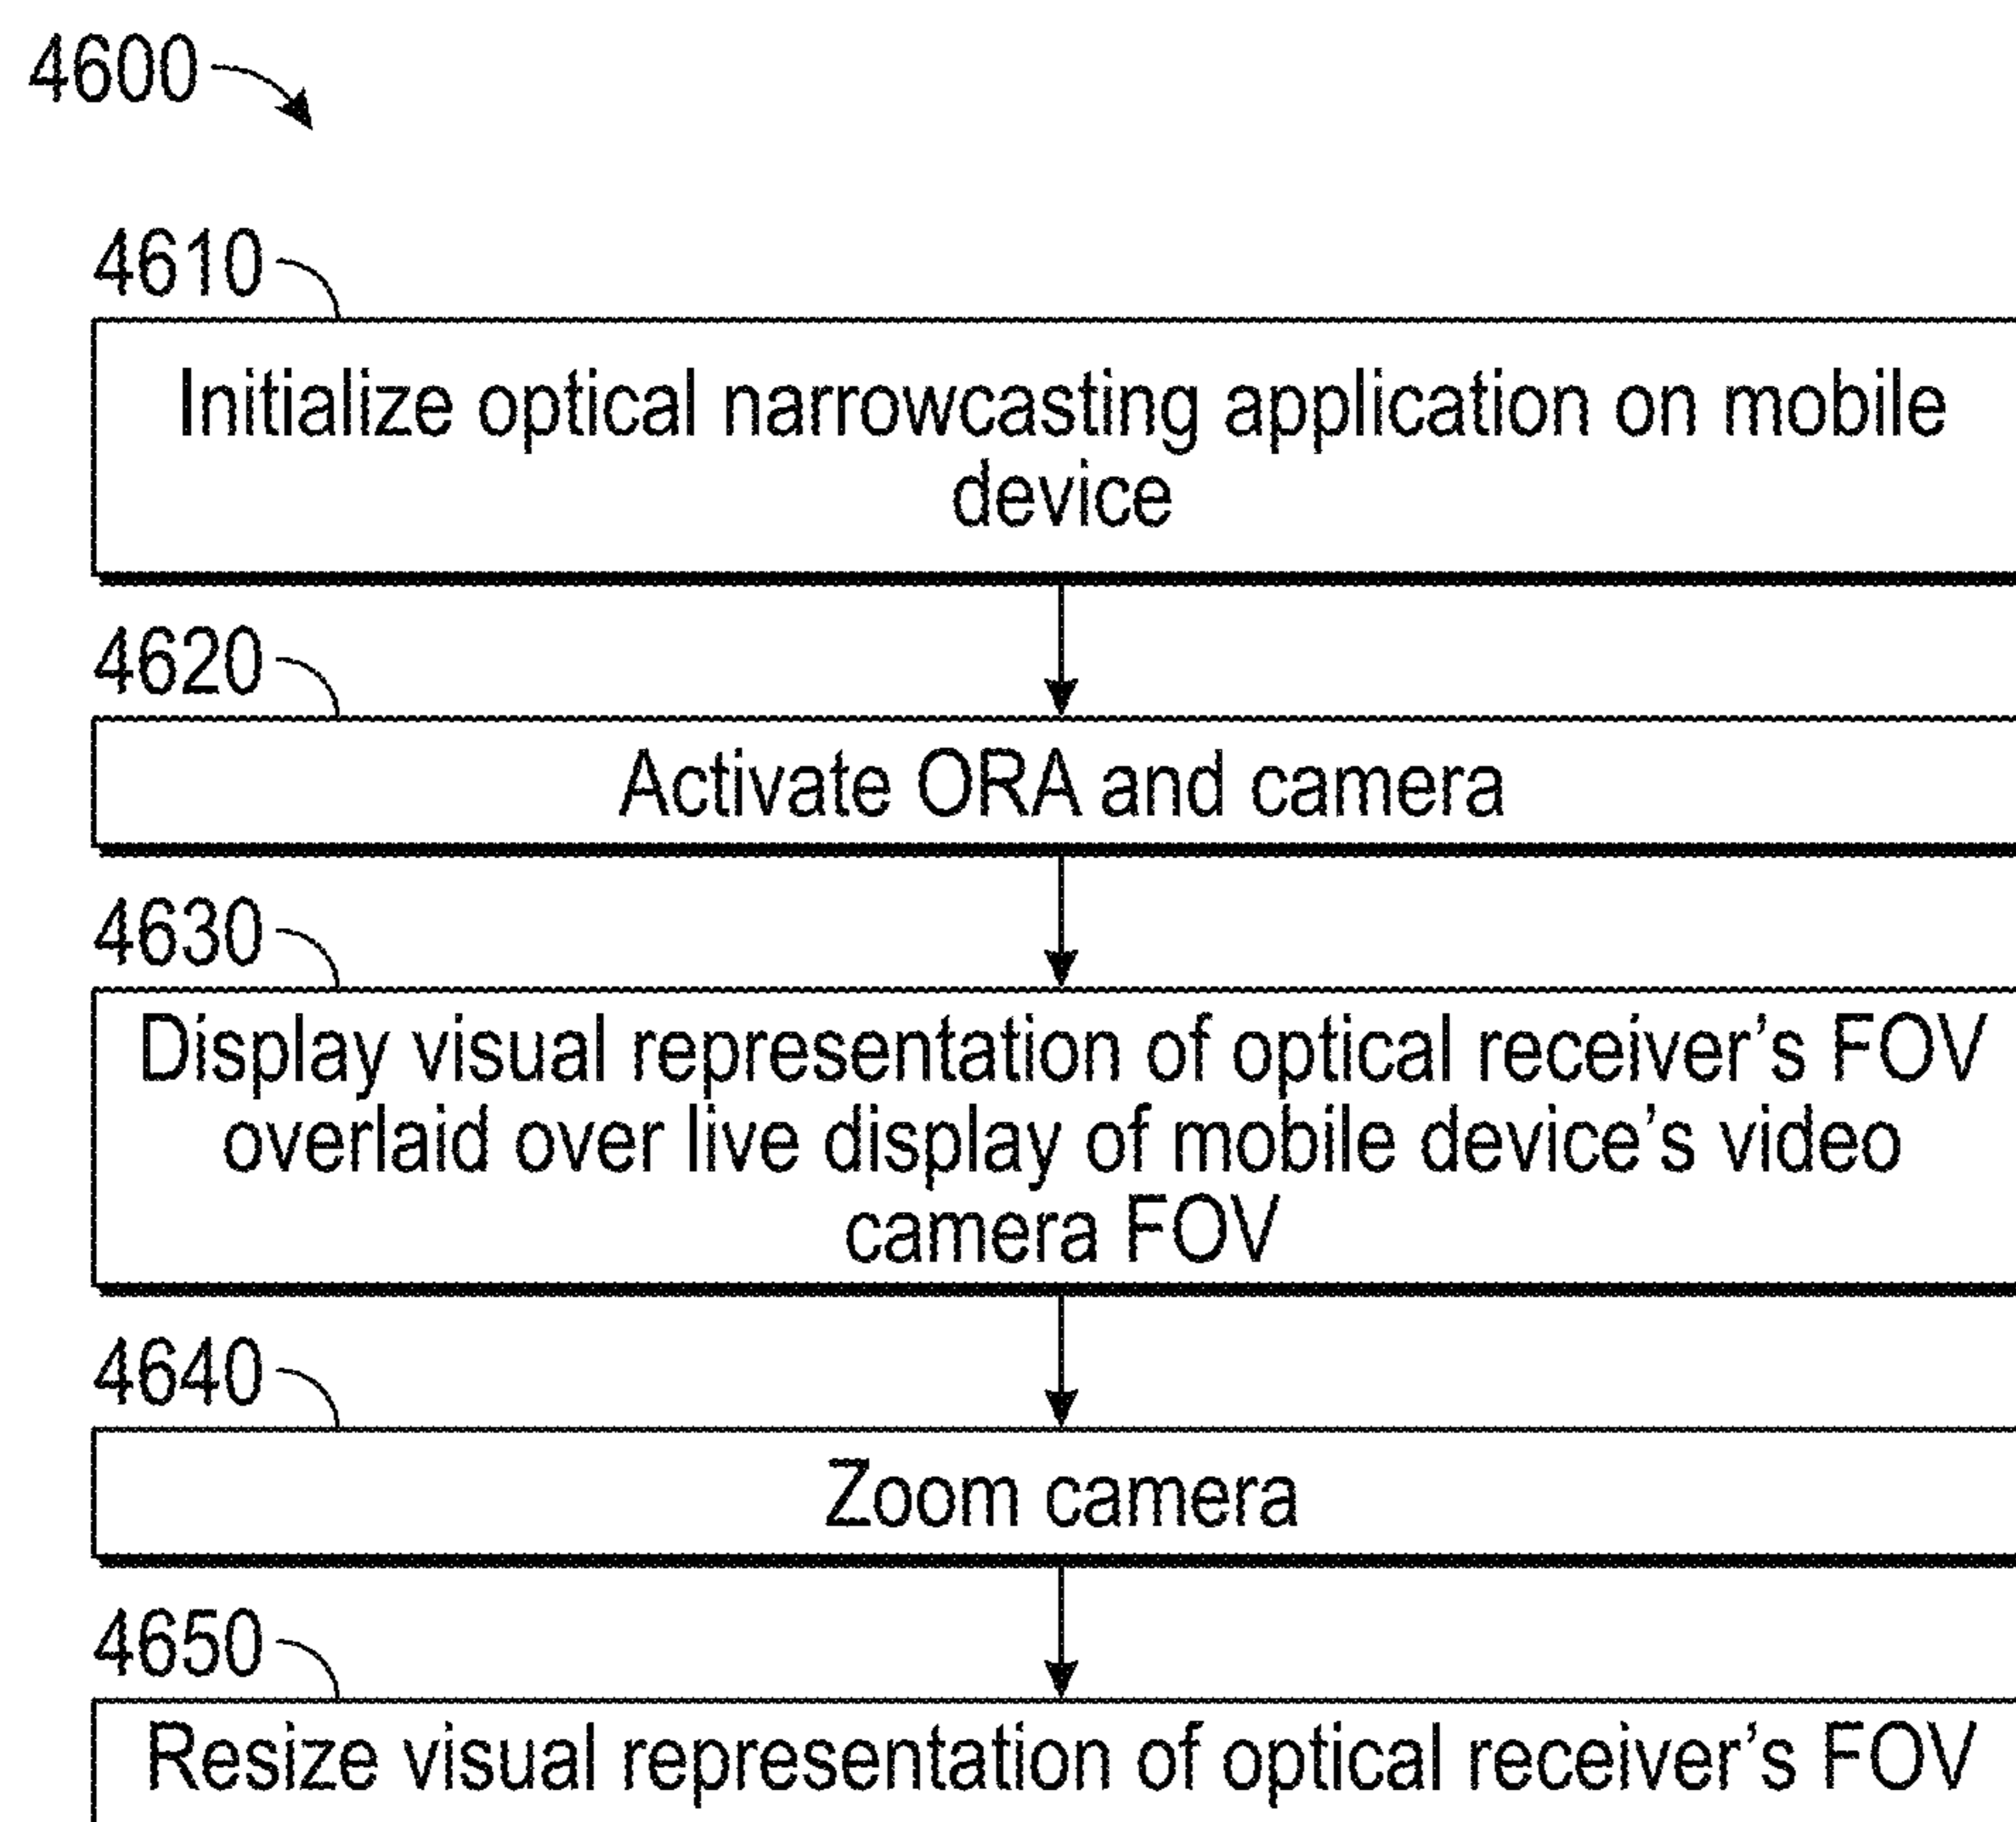 4600
4610
Initialize optical narrowcasting application on mobile
device
4620
Activate ORA and camera
4630
Display visual representation of optical receiver’s FOV
overlaid over live display of mobile device’s video
camera FOV
4640
Zoom camera
4650
Resize visual representation of optical receiver’s FOV